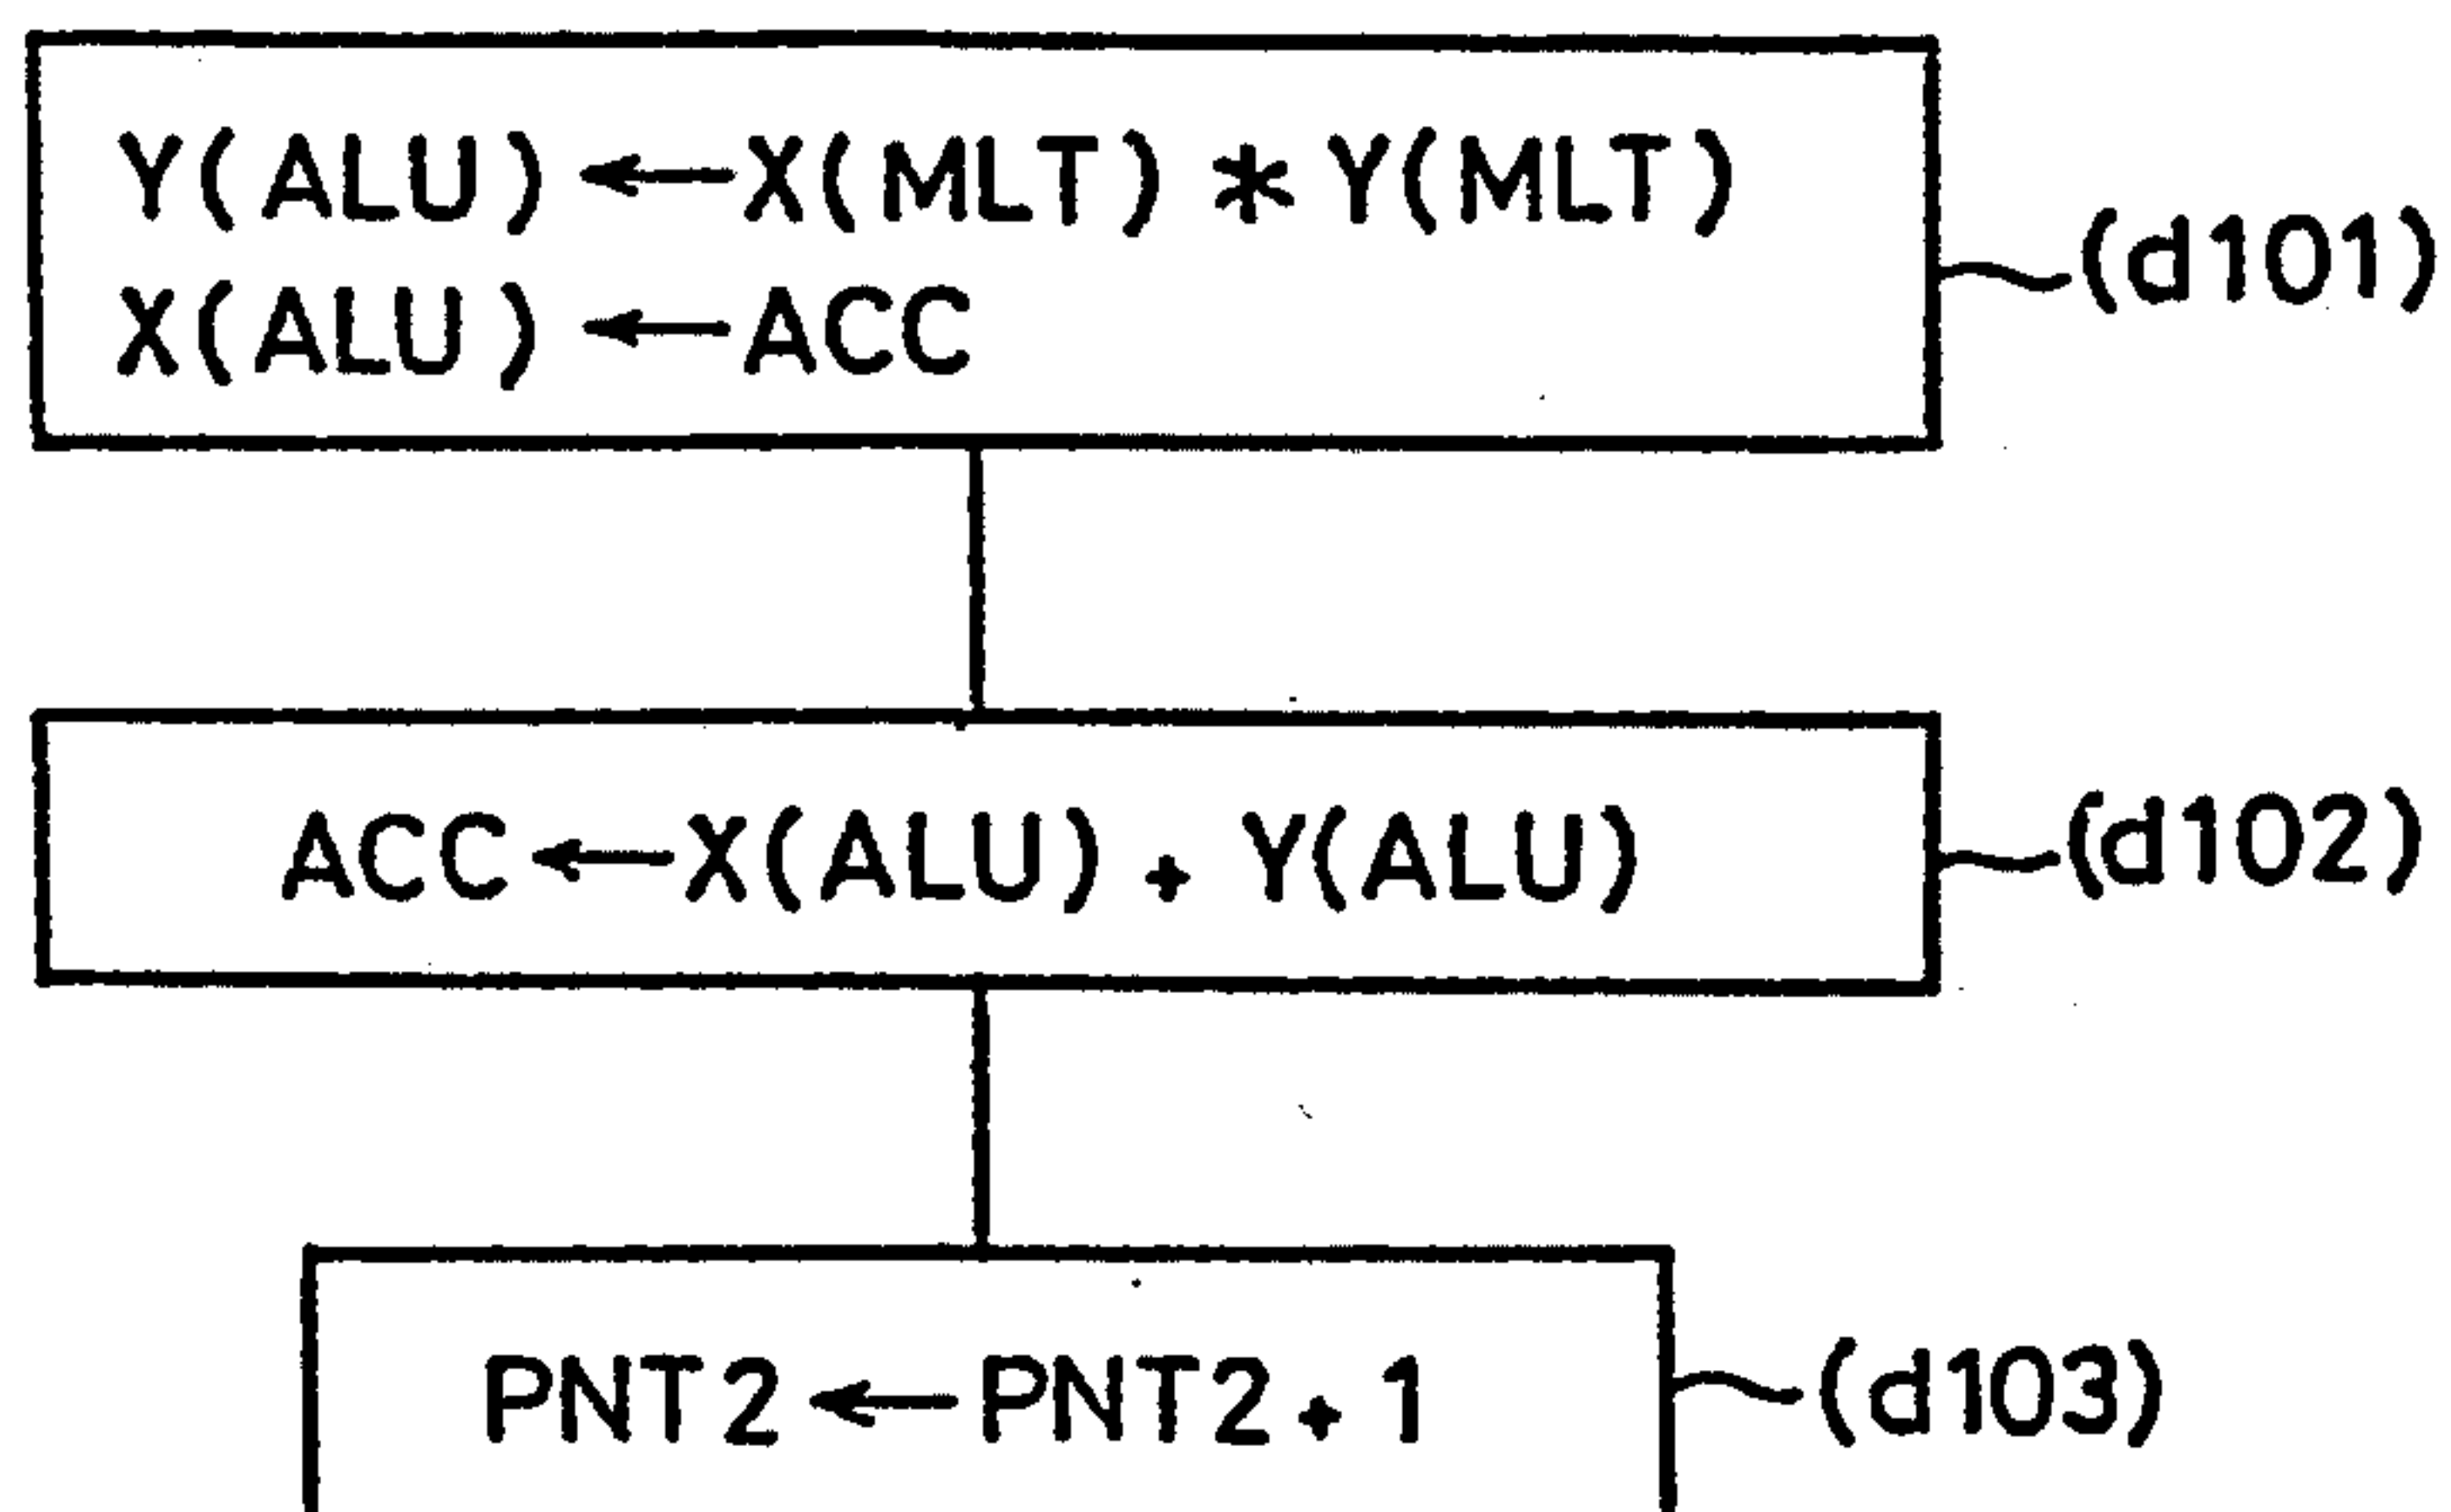 Y(ALU) ← X(MLT) * Y(MLT)
X(ALU) ← ACC
(d101)
ACC ← X(ALU) + Y(ALU)
(d102)
PNT2 ← PNT2 + 1
(d103)